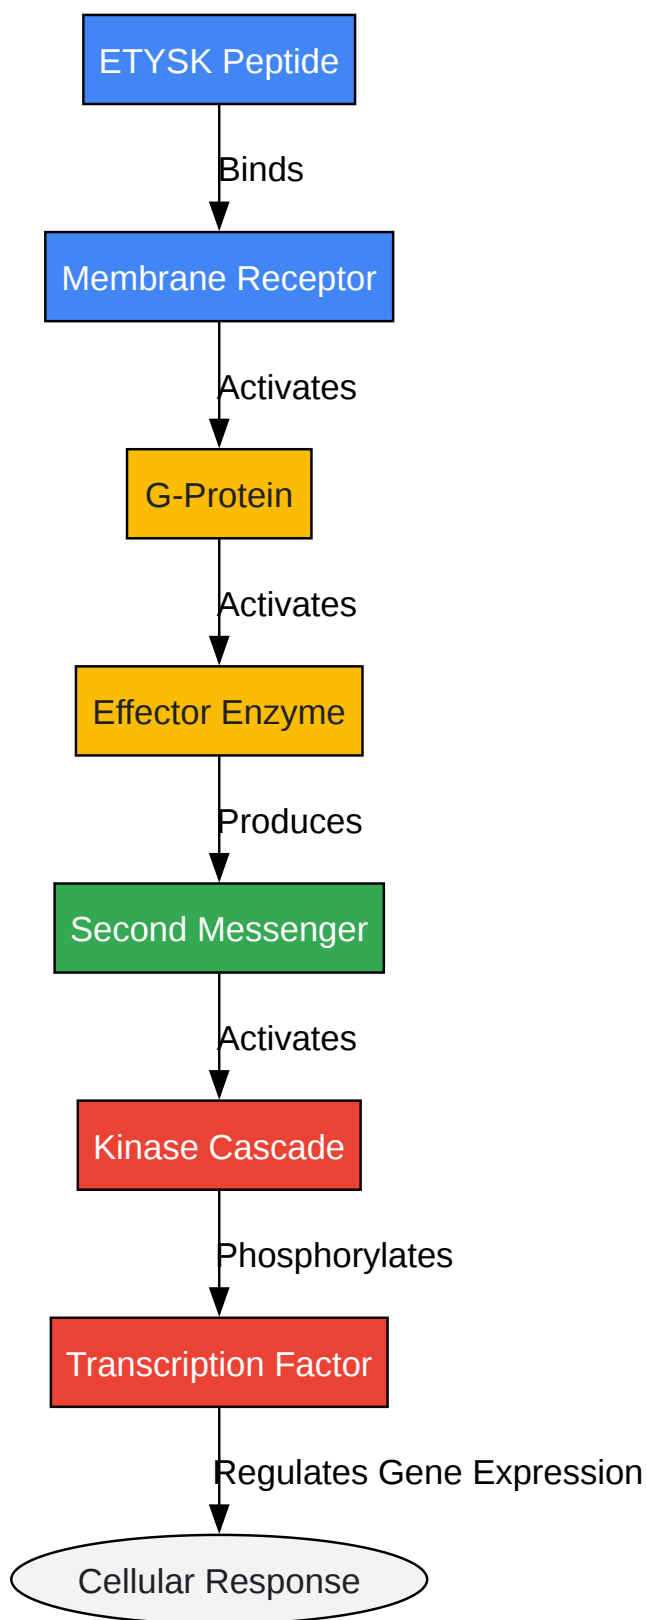 ETYSK Peptide
Binds
Membrane Receptor
Activates
G-Protein
Activates
Effector Enzyme
Produces
Second Messenger
Activates
Kinase Cascade
Phosphorylates
Transcription Factor
Regulates Gene Expression
Cellular Response